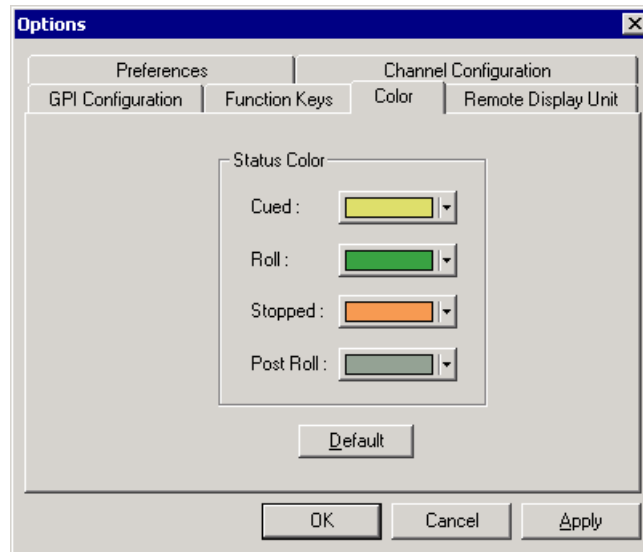 Options
Preferences Channel Configuration
GPI Configuration Function Keys Color Remote Display Unit
Status Color
Cued :
Roll :
Stopped :
Post Roll :
Default
OK Cancel Apply